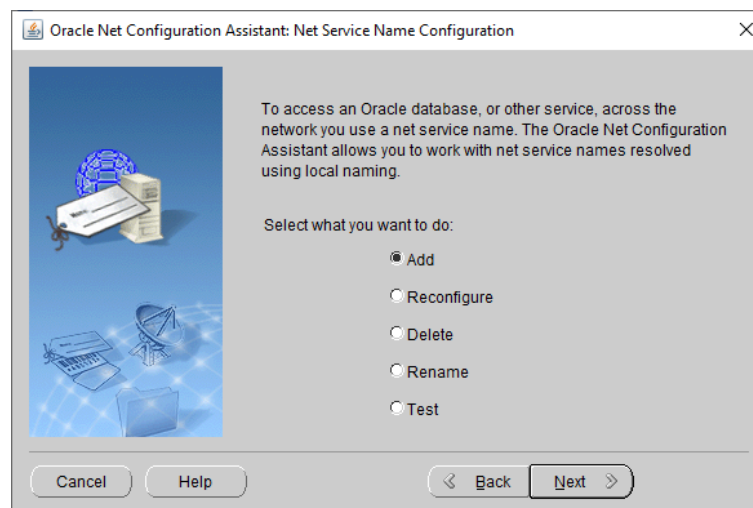 Oracle Net Configuration Assistant: Net Service Name Configuration
To access an Oracle database, or other service, across the
network you use a net service name. The Oracle Net Configuration
Assistant allows you to work with net service names resolved
using local naming.
Select what you want to do:
Add
Reconfigure
Delete
Rename
Test
Cancel Help Back Next